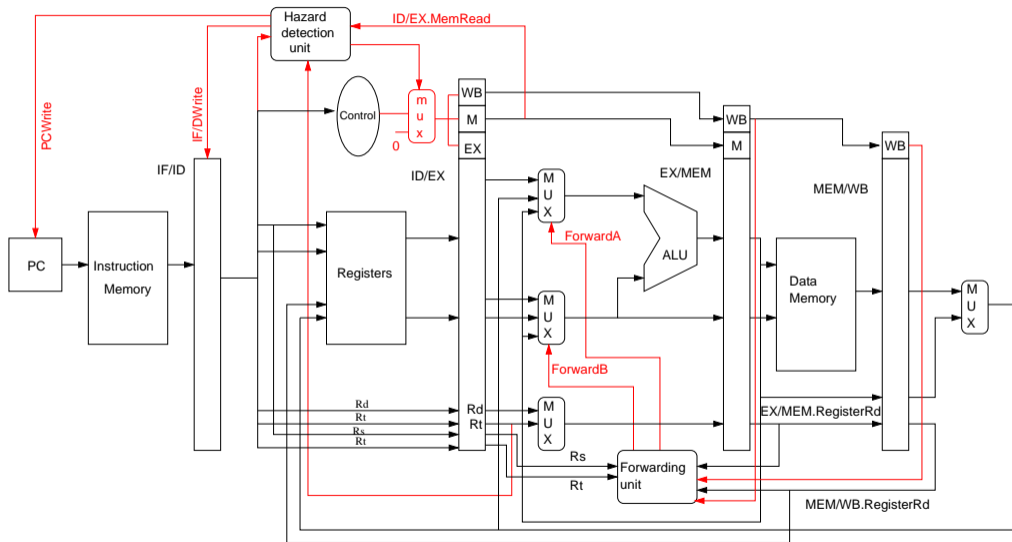 Hazard
detection
unit
ID/EX.MemRead
PCWrite
IF/DWrite
Control
m
u
x
0
WB
M
EX
WB
M
WB
IF/ID
ID/EX
EX/MEM
MEM/WB
M
U
X
ForwardA
ALU
PC
Instruction
Memory
Registers
Data
Memory
M
U
X
M
U
X
ForwardB
Rd
Rt
Rs
Rt
Rd
Rt
M
U
X
EX/MEM.RegisterRd
Rs
Rt
Forwarding
unit
MEM/WB.RegisterRd